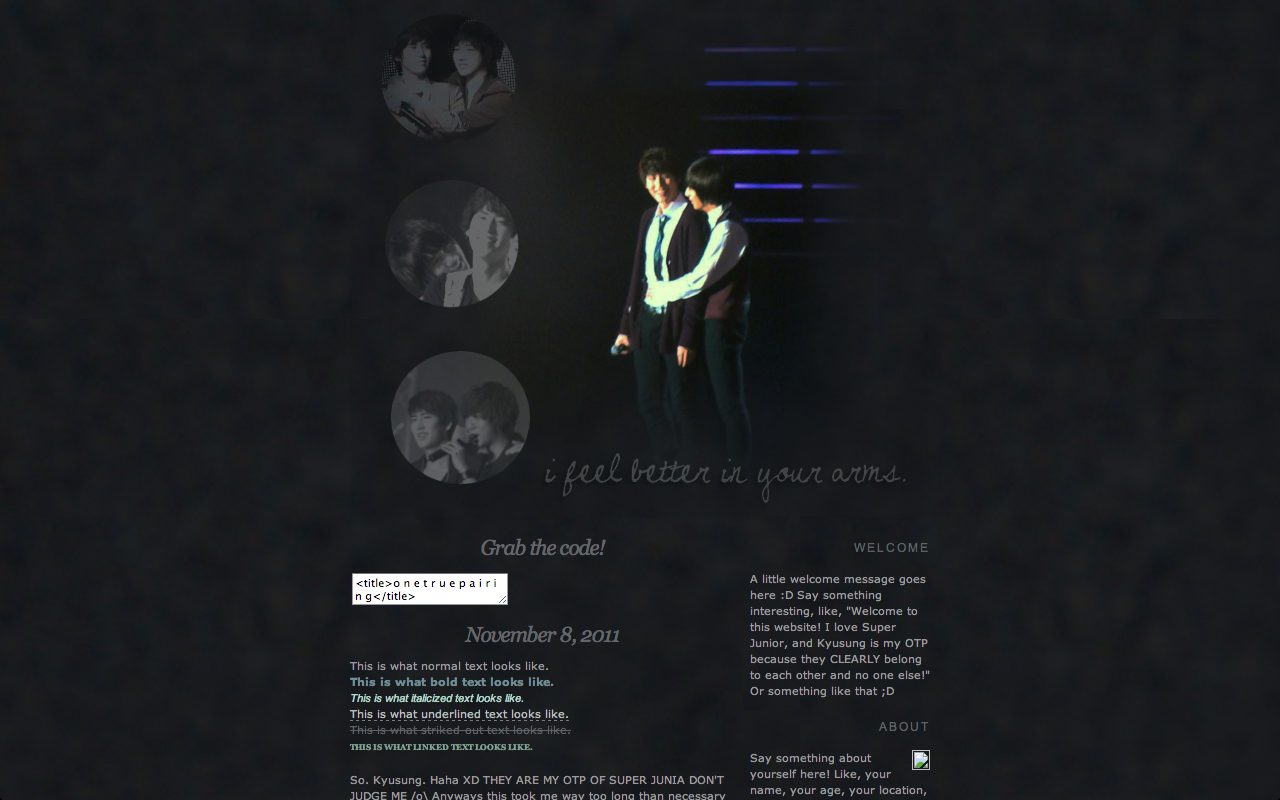 i feel better in your arms.
Grab the code!
<title>o n e t r u e p a i r i
n g</title>
November 8, 2011
This is what normal text looks like.
This is what bold text looks like.
This is what italicized text looks like.
This is what underlined text looks like.
This is what striked-out text looks like.
THIS IS WHAT LINKED TEXT LOOKS LIKE.
So. Kyusung. Haha XD THEY ARE MY OTP OF SUPER JUNIA DON'T
JUDGE ME /o\ Anyways this took me way too long than necessary
WELCOME
A little welcome message goes
here :D Say something
interesting, like, "Welcome to
this website! I love Super
Junior, and Kyusung is my OTP
because they CLEARLY belong
to each other and no one else!"
Or something like that ;D
ABOUT
Say something about
yourself here! Like, your
name, your age, your location,